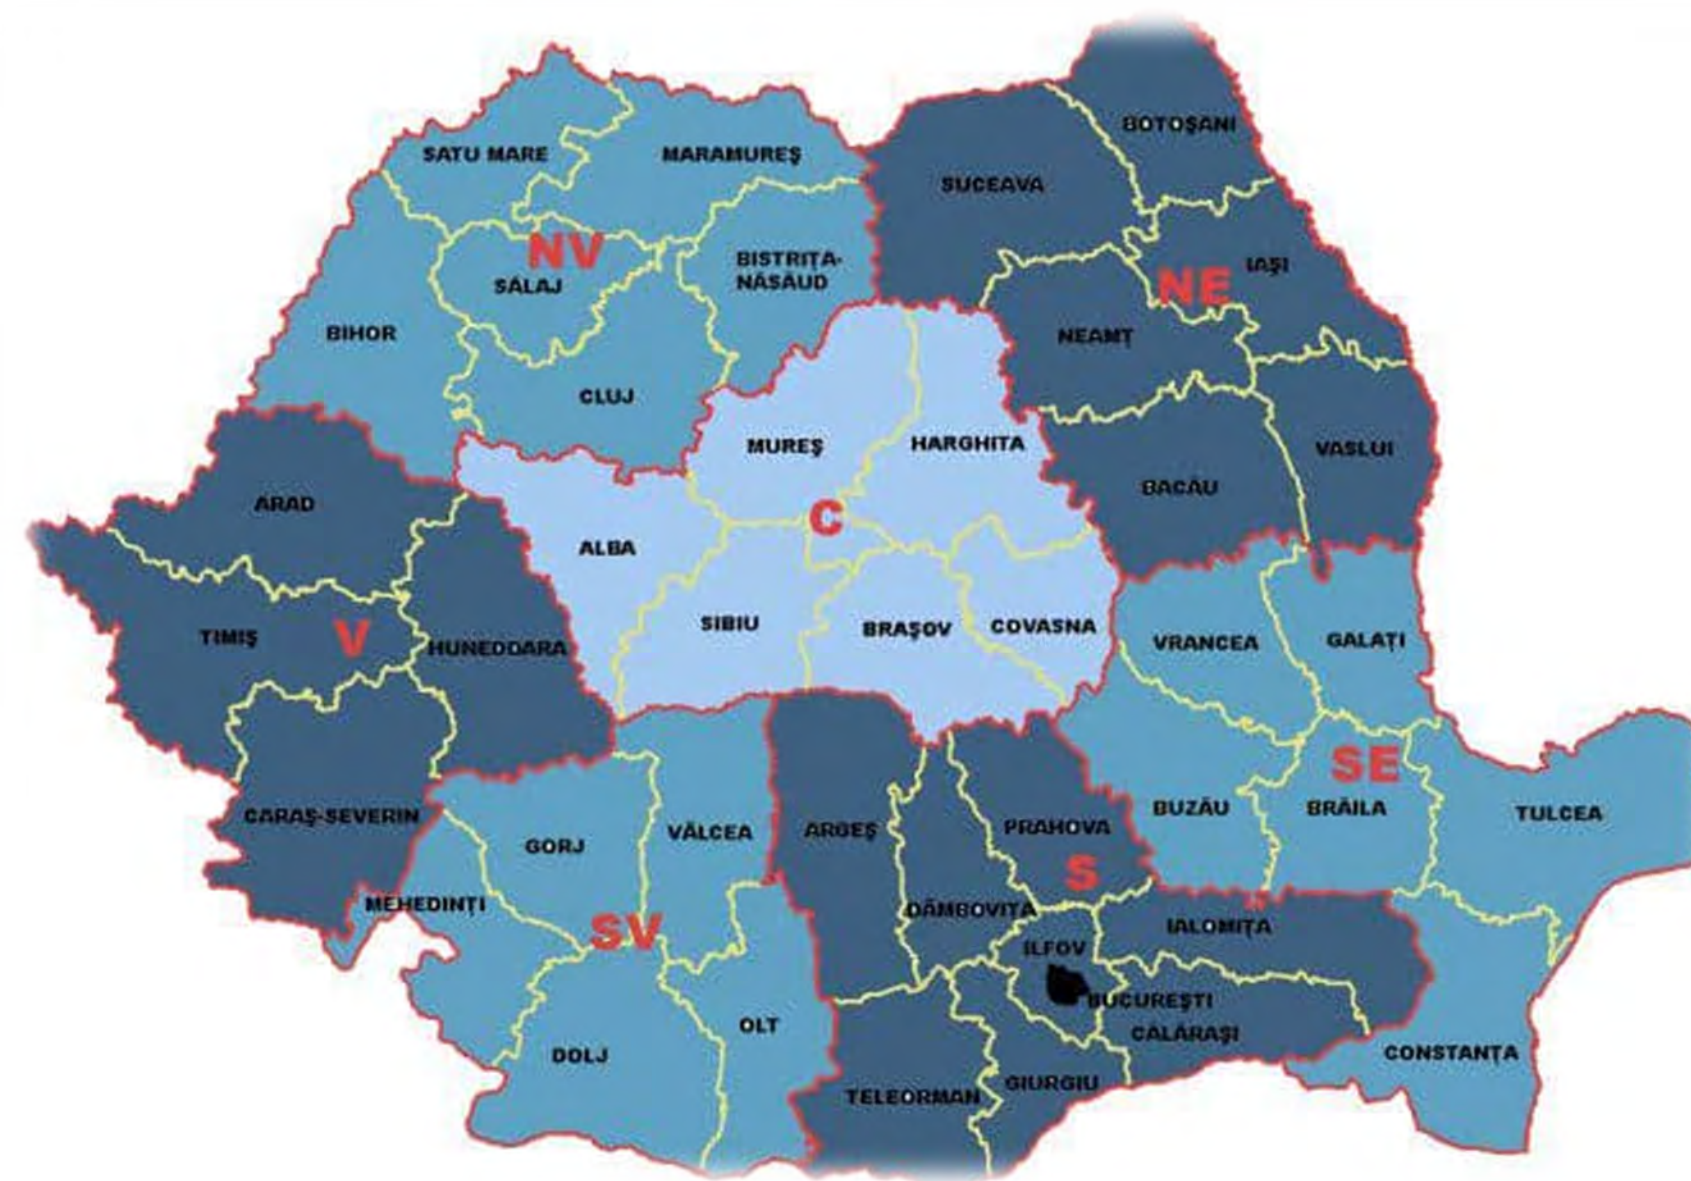 BOTOŞANI
SATU MARE
MARAMUREŞ
SUCEAVA
NV
BISTRIŢA-
NĂSĂUD
IAŞI
NE
SĂLAJ
BIHOR
NEAMŢ
CLUJ
MUREŞ
HARGHITA
VASLUI
BACĂU
ARAD
C
ALBA
TIMIŞ
V
HUNEDOARA
SIBIU
BRAŞOV
COVASNA
VRANCEA
GALAŢI
SE
CARAŞ-SEVERIN
GORJ
VÂLCEA
ARGEŞ
PRAHOVA
BUZĂU
BRĂILA
TULCEA
S
MEHEDINŢI
DÂMBOVIŢA
SV
IALOMIŢA
ILFOV
BUCUREŞTI
OLT
CĂLĂRAŞI
DOLJ
CONSTANŢA
TELEORMAN
GIURGIU